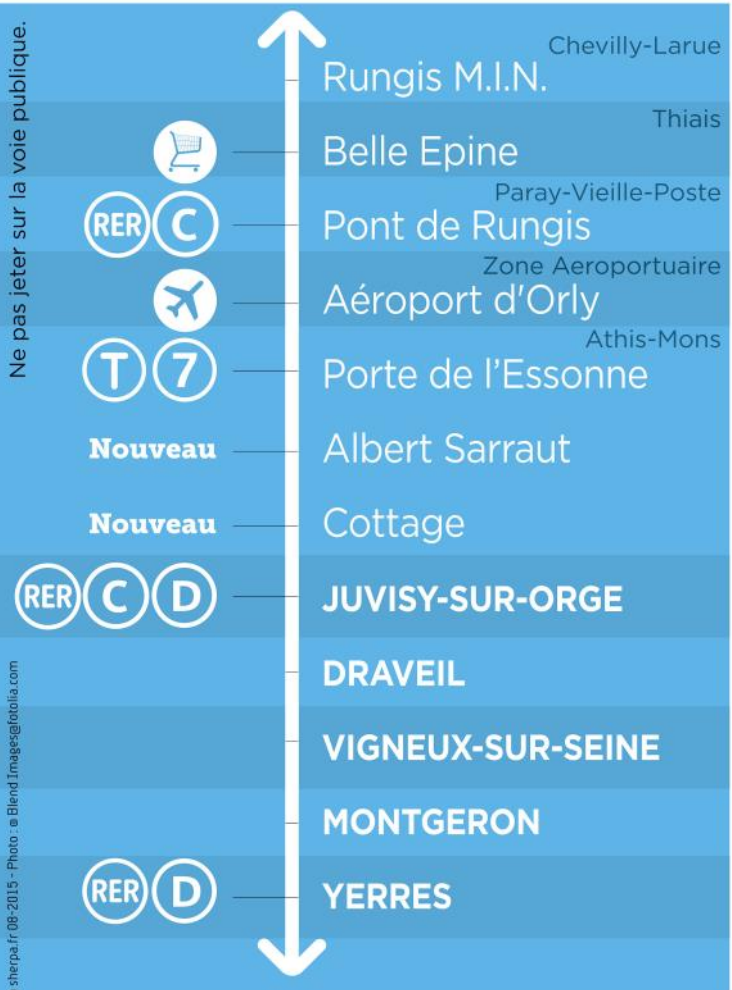 Ne pas jeter sur la voie publique.
Chevilly-Larue
Rungis M.I.N.
Thiais
Belle Epine
Paray-Vieille-Poste
RER C
Pont de Rungis
Zone Aeroportuaire
Aéroport d'Orly
Athis-Mons
T 7
Porte de l'Essonne
Nouveau
Albert Sarraut
Nouveau
Cottage
RER C D
JUVISY-SUR-ORGE
DRAVEIL
VIGNEUX-SUR-SEINE
MONTGERON
RER D
YERRES
sherpa.fr 08-2015 - Photo : © Blend Images@fotolia.com